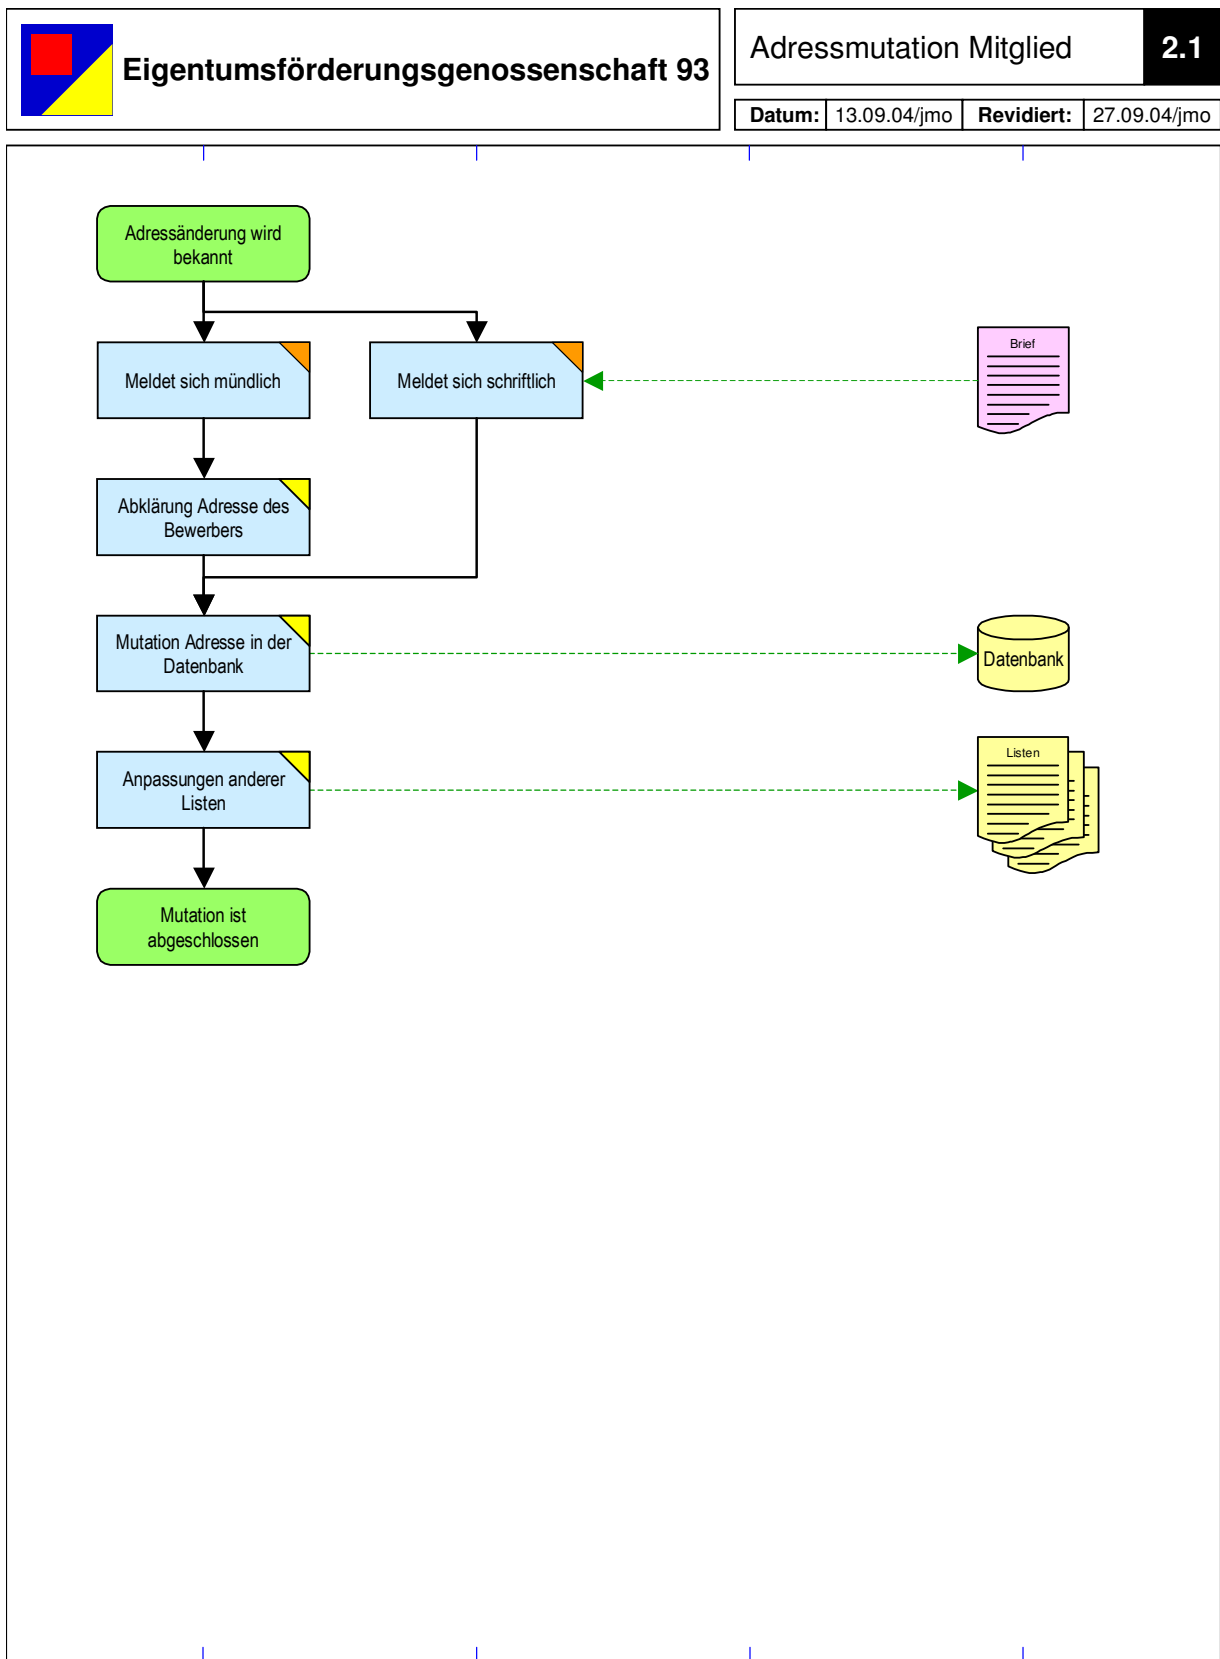 Eigentumsförderungsgenossenschaft 93
Adressmutation Mitglied
2.1
Datum: 13.09.04/jmo Revidiert: 27.09.04/jmo
Adressänderung wird
bekannt
Meldet sich mündlich
Meldet sich schriftlich
Brief
Abklärung Adresse des
Bewerbers
Mutation Adresse in der
Datenbank
Datenbank
Anpassungen anderer
Listen
Listen
Mutation ist
abgeschlossen